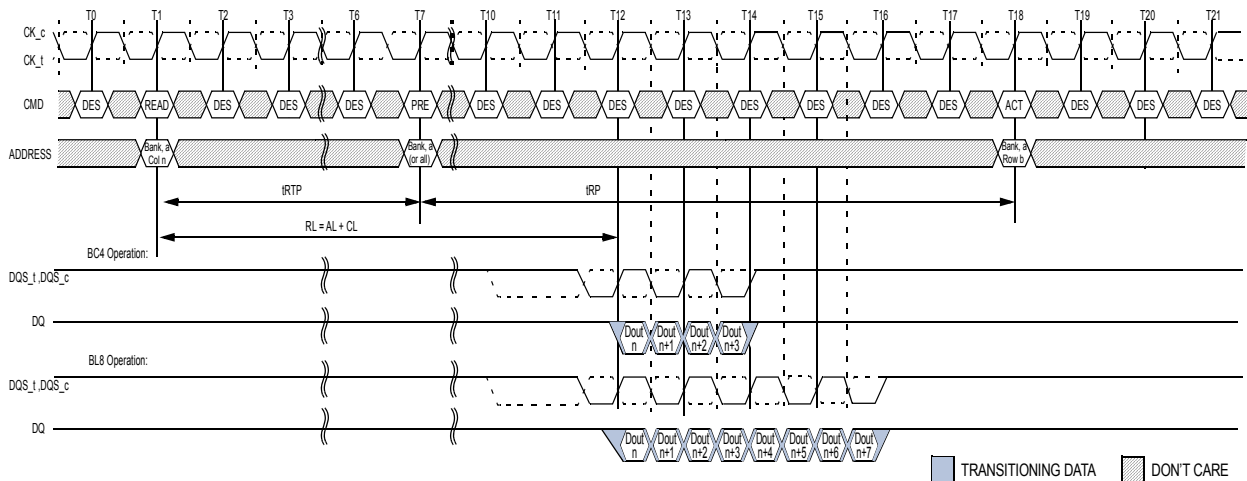 T0 T1 T2 T3 T6 T7 T10 T11 T12 T13 T14 T15 T16 T17 T18 T19 T20 T21
CK_c
CK_t
CMD DES READ DES DES DES PRE DES DES DES DES DES DES DES DES ACT DES DES DES
ADDRESS
Bank, a
Col n
Bank, a
(or all)
Bank, a
Row b
tRTP tRP
RL = AL + CL
BC4 Operation:
DQS_t ,DQS_c
DQ
Dout
n
Dout
n+1
Dout
n+2
Dout
n+3
BL8 Operation:
DQS_t ,DQS_c
DQ
Dout
n
Dout
n+1
Dout
n+2
Dout
n+3
Dout
n+4
Dout
n+5
Dout
n+6
Dout
n+7
TRANSITIONING DATA DON'T CARE